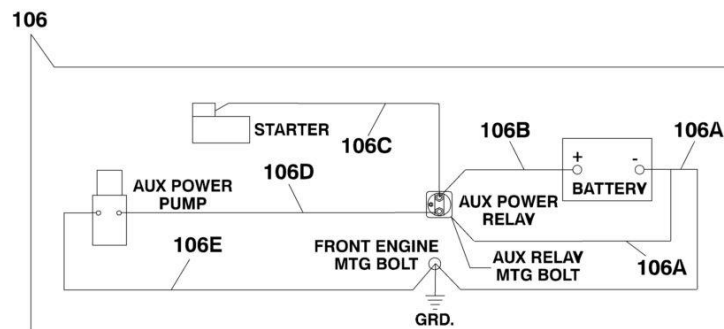 106
STARTER
106C
106B
106A
+
-
BATTERY
AUX POWER
PUMP
106D
AUX POWER
RELAY
106E
FRONT ENGINE
MTG BOLT
AUX RELAY
MTG BOLT
106A
GRD.